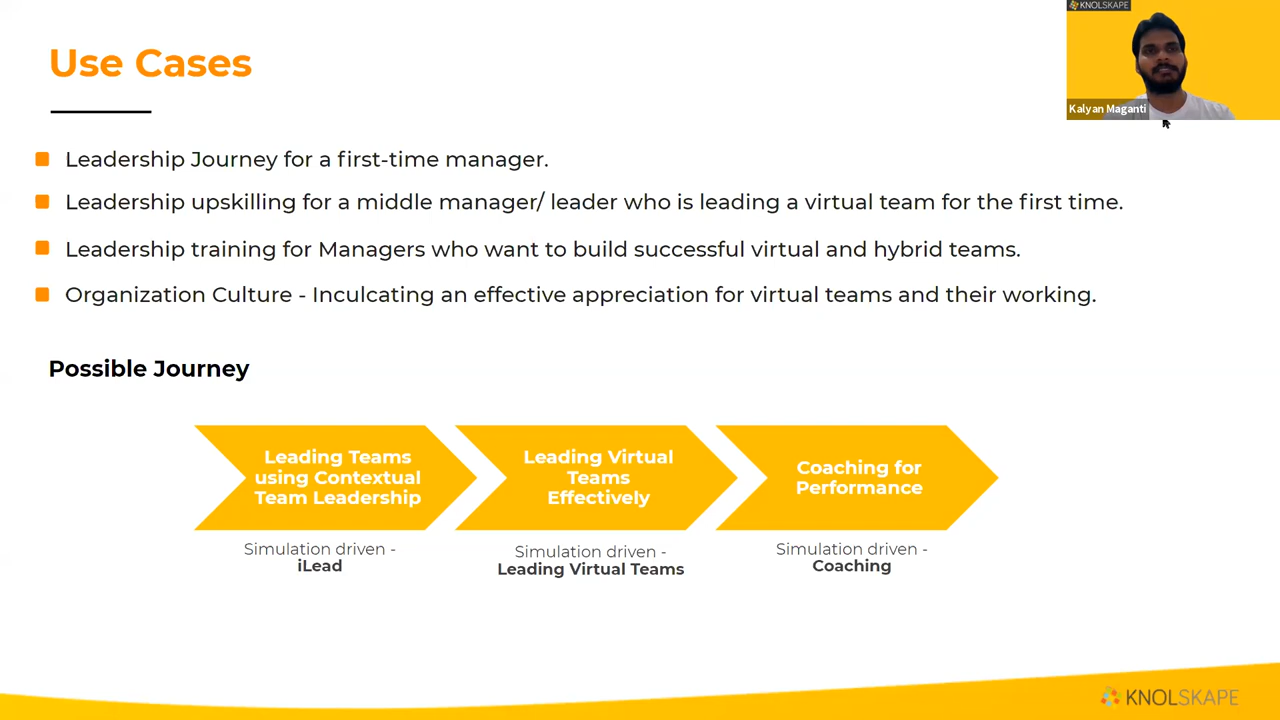 Use Cases
KNOLSKAPE
Kalyan Maganti
Leadership Journey for a first-time manager.
Leadership upskilling for a middle manager/ leader who is leading a virtual team for the first time.
Leadership training for Managers who want to build successful virtual and hybrid teams.
Organization Culture - Inculcating an effective appreciation for virtual teams and their working.
Possible Journey
Leading Teams
using Contextual
Team Leadership
Simulation driven -
iLead
Leading Virtual
Teams
Effectively
Simulation driven -
Leading Virtual Teams
Coaching for
Performance
Simulation driven -
Coaching
KNOLSKAPE